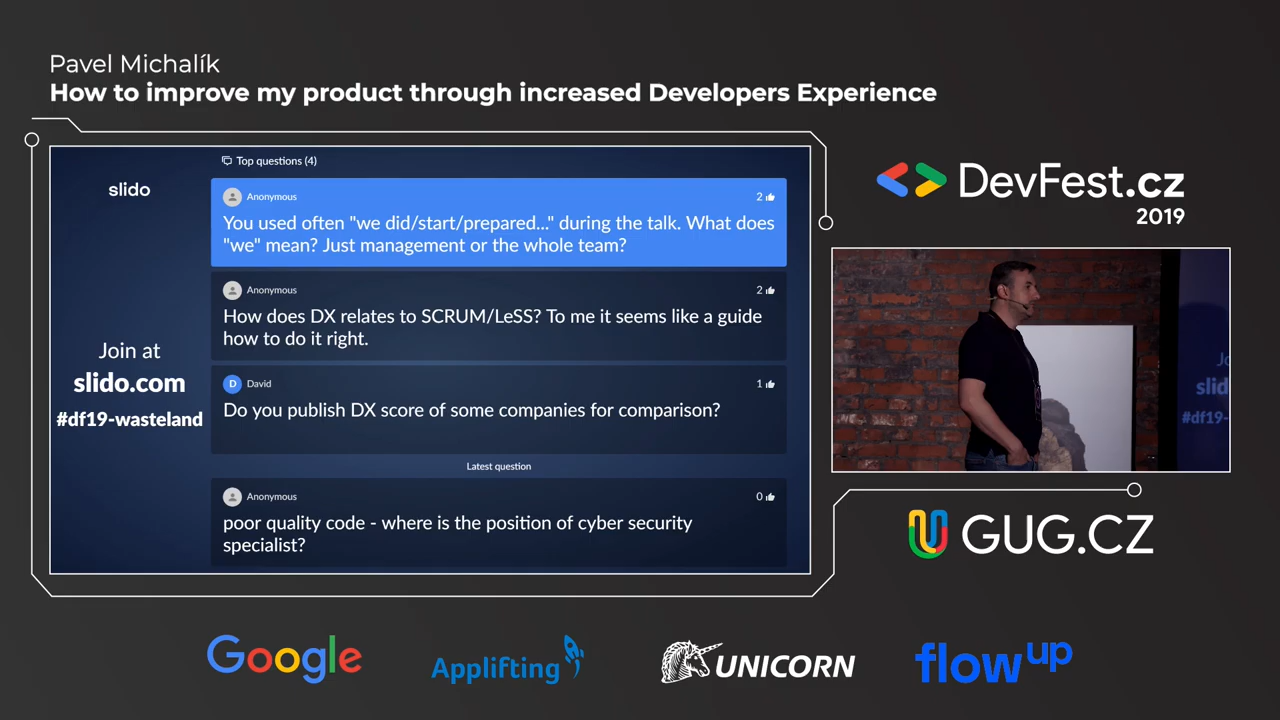 Pavel Michalík
How to improve my product through increased Developers Experience
slido
Join at
slido.com
#df19-wasteland
Top questions (4)
Anonymous
2
You used often "we did/start/prepared..." during the talk. What does
"we" mean? Just management or the whole team?
Anonymous
2
How does DX relates to SCRUM/LeSS? To me it seems like a guide
how to do it right.
D David
1
Do you publish DX score of some companies for comparison?
Latest question
Anonymous
0
poor quality code - where is the position of cyber security
specialist?
DevFest.cz
2019
Jo
slid
#df19-
GUG.CZ
Google
Applifting
UNICORN
flowup